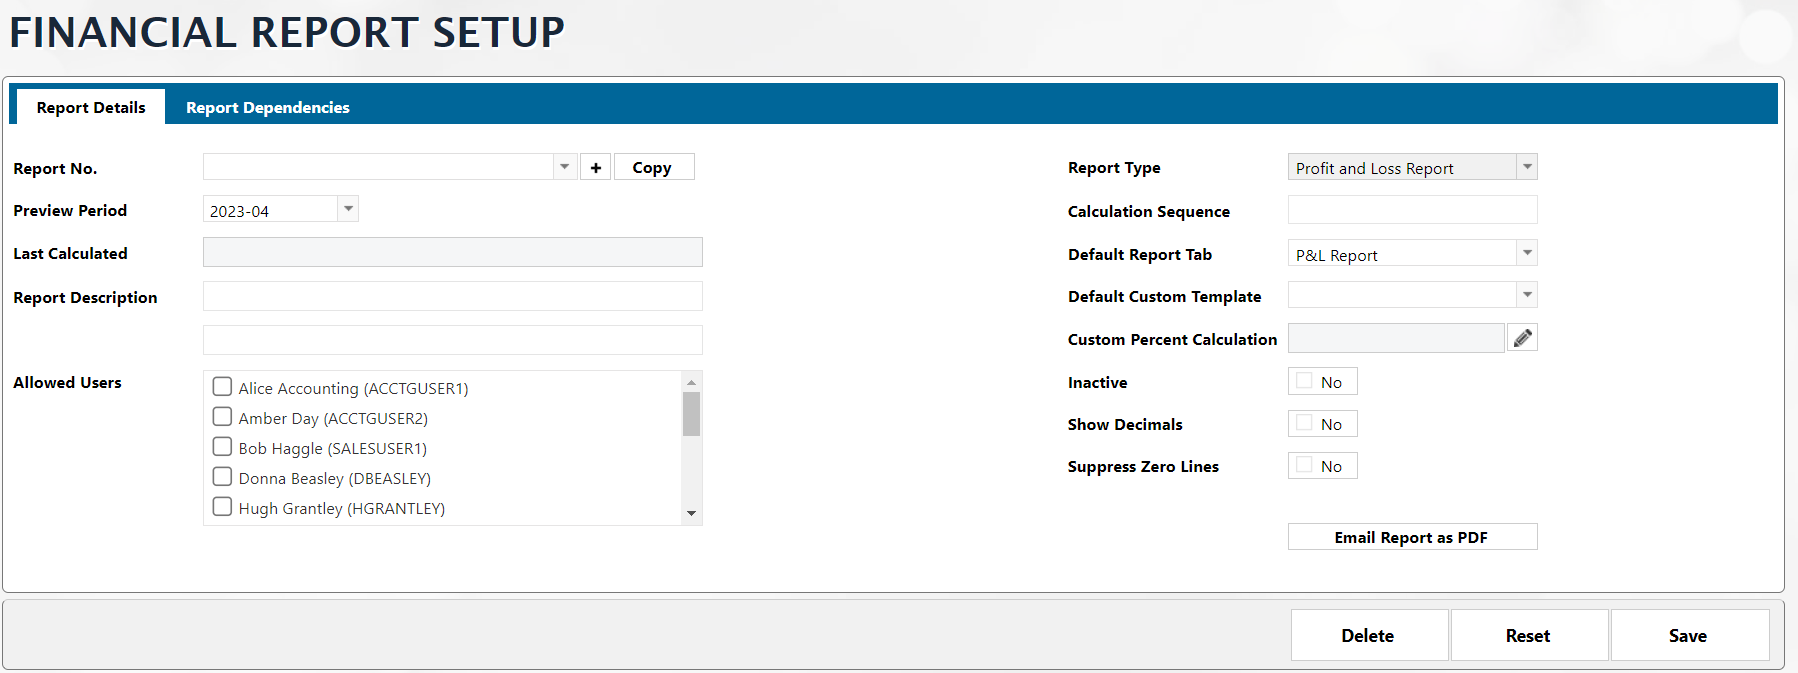 FINANCIAL REPORT SETUP
Report Details
Report Dependencies
Report No.
+
Copy
Preview Period
2023-04
Last Calculated
Report Description
Allowed Users
Alice Accounting (ACCTGUSER1)
Amber Day (ACCTGUSER2)
Bob Haggle (SALESUSER1)
Donna Beasley (DBEASLEY)
Hugh Grantley (HGRANTLEY)
Report Type
Profit and Loss Report
Calculation Sequence
Default Report Tab
P&L Report
Default Custom Template
Custom Percent Calculation
Inactive
No
Show Decimals
No
Suppress Zero Lines
No
Email Report as PDF
Delete
Reset
Save